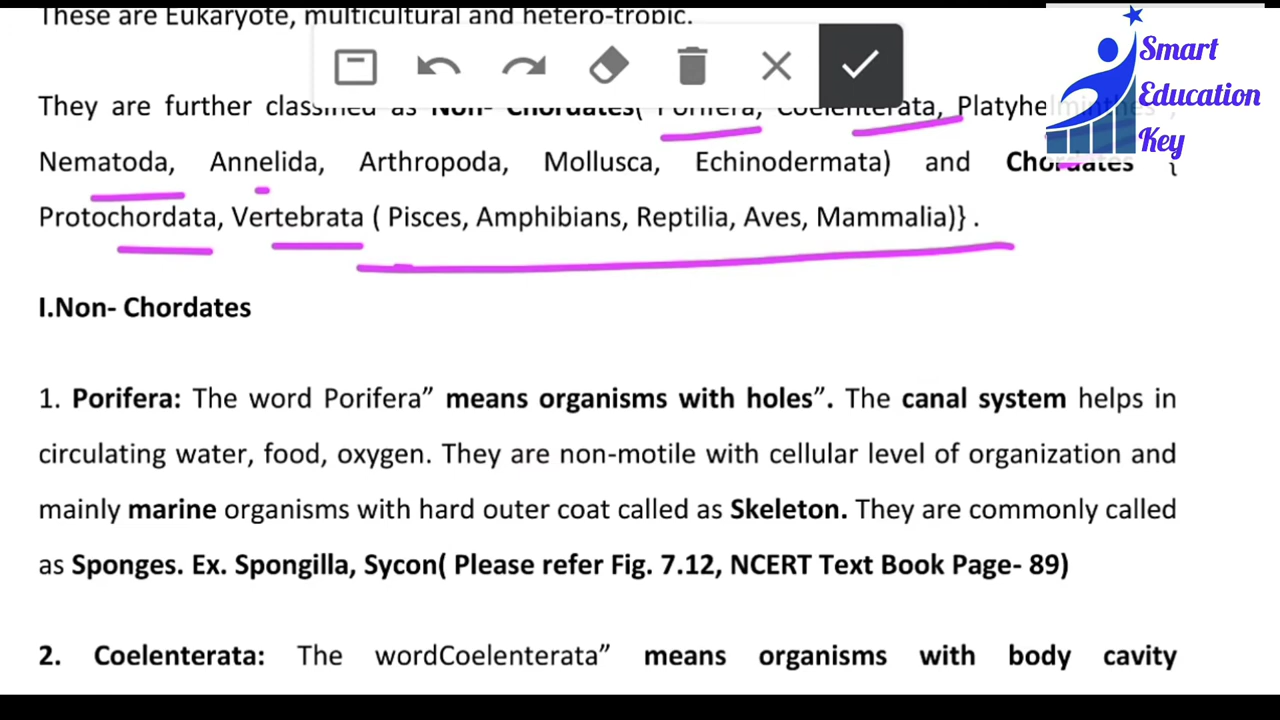 These are Eukaryote, multicultural and hetero-tropic.
They are further classified as Non- Chordates( Porifera, Coelenterata, Platyhelminthes ,
Nematoda, Annelida, Arthropoda, Mollusca, Echinodermata) and Chordates {
Protochordata, Vertebrata ( Pisces, Amphibians, Reptilia, Aves, Mammalia)} .
I.Non- Chordates
1. Porifera: The word Porifera” means organisms with holes”. The canal system helps in
circulating water, food, oxygen. They are non-motile with cellular level of organization and
mainly marine organisms with hard outer coat called as Skeleton. They are commonly called
as Sponges. Ex. Spongilla, Sycon( Please refer Fig. 7.12, NCERT Text Book Page- 89)
2. Coelenterata: The wordCoelenterata” means organisms with body cavity
Smart
Education
Key